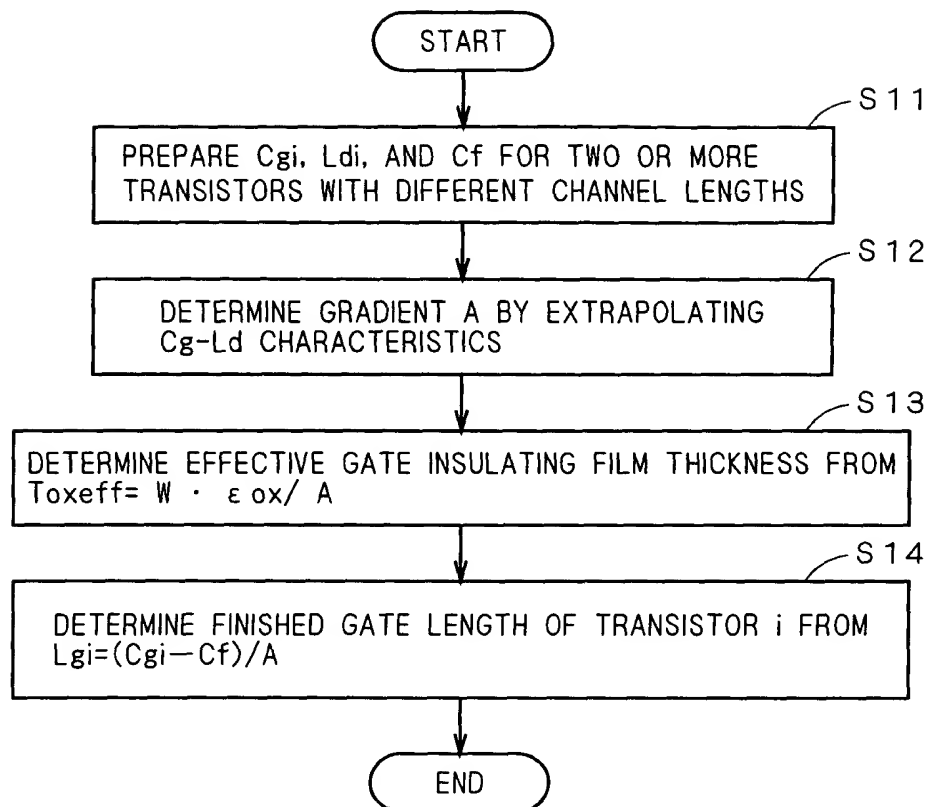 START
S11
PREPARE Cgi, Ldi, AND Cf FOR TWO OR MORE
TRANSISTORS WITH DIFFERENT CHANNEL LENGTHS
S12
DETERMINE GRADIENT A BY EXTRAPOLATING
Cg-Ld CHARACTERISTICS
S13
DETERMINE EFFECTIVE GATE INSULATING FILM THICKNESS FROM
Toxeff= W · εox/ A
S14
DETERMINE FINISHED GATE LENGTH OF TRANSISTOR i FROM
Lgi=(Cgi−Cf)/A
END